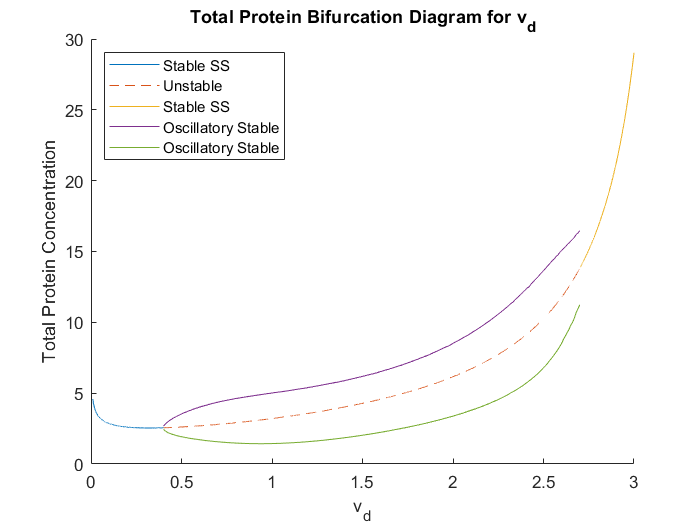 Total Protein Bifurcation Diagram for v_d
30
25
20
15
10
5
0
Total Protein Concentration
Stable SS
Unstable
Stable SS
Oscillatory Stable
Oscillatory Stable
0 0.5 1 1.5 2 2.5 3
v_d